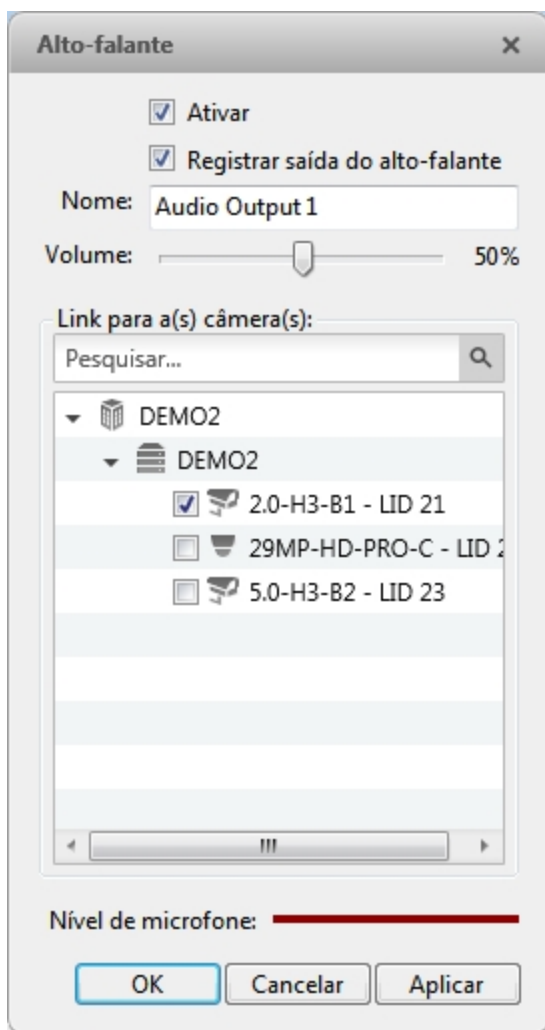 Alto-falante
Ativar
Registrar saída do alto-falante
Nome: Audio Output 1
Volume: 50%
Link para a(s) câmera(s):
Pesquisar...
DEMO2
DEMO2
2.0-H3-B1 - LID 21
29MP-HD-PRO-C - LID
5.0-H3-B2 - LID 23
Nível de microfone:
OK Cancelar Aplicar